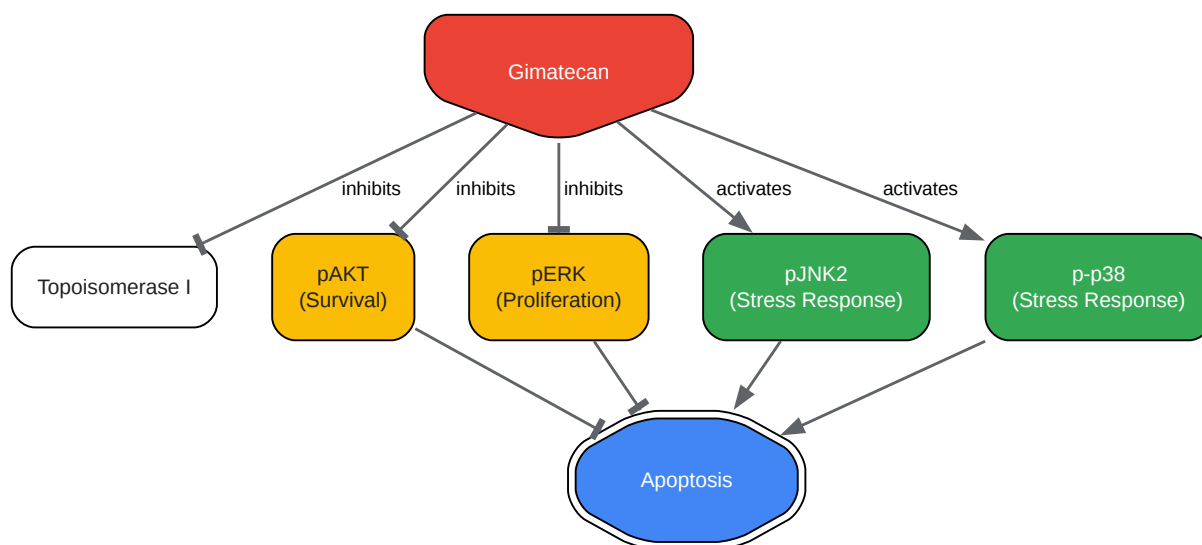 Gimatecan
inhibits
inhibits
inhibits
activates
activates
Topoisomerase I
pAKT
(Survival)
pERK
(Proliferation)
pJNK2
(Stress Response)
p-p38
(Stress Response)
Apoptosis